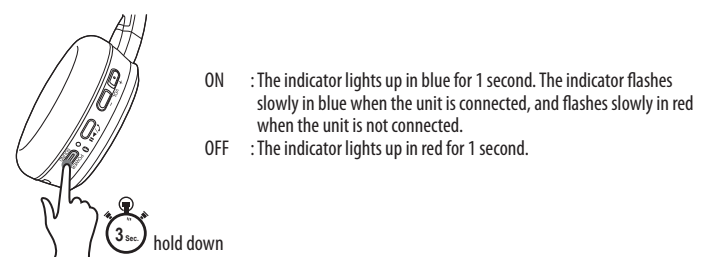 ON : The indicator lights up in blue for 1 second. The indicator flashes
slowly in blue when the unit is connected, and flashes slowly in red
when the unit is not connected.
OFF : The indicator lights up in red for 1 second.
3 Sec.
hold down